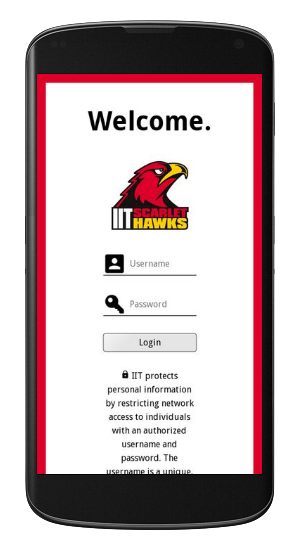 Welcome.
IIT SCARLET
HAWKS
Username
Password
Login
IIT protects
personal information
by restricting network
access to individuals
with an authorized
username and
password. The
username is a unique,